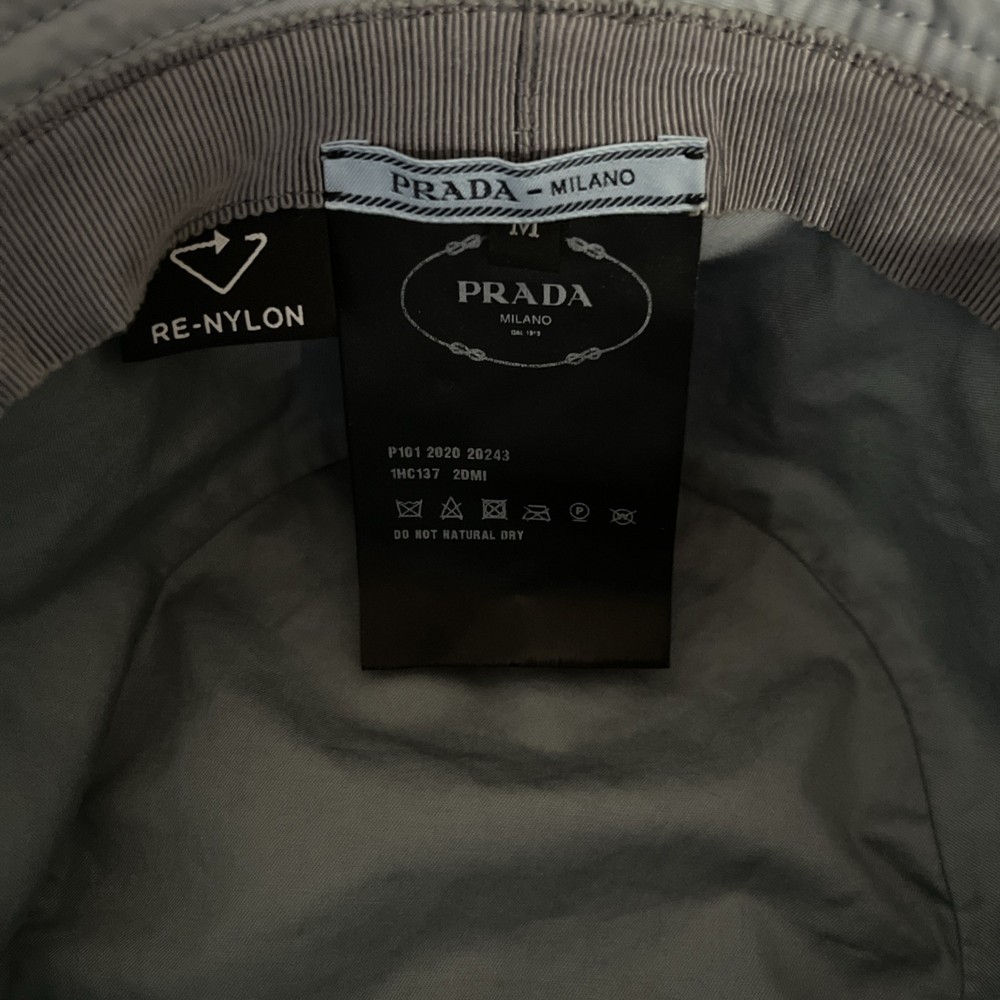 PRADA - MILANO
M
PRADA
MILANO
RE-NYLON
P101 2020 20243
1HC137 2DMI
P
DO NOT NATURAL DRY